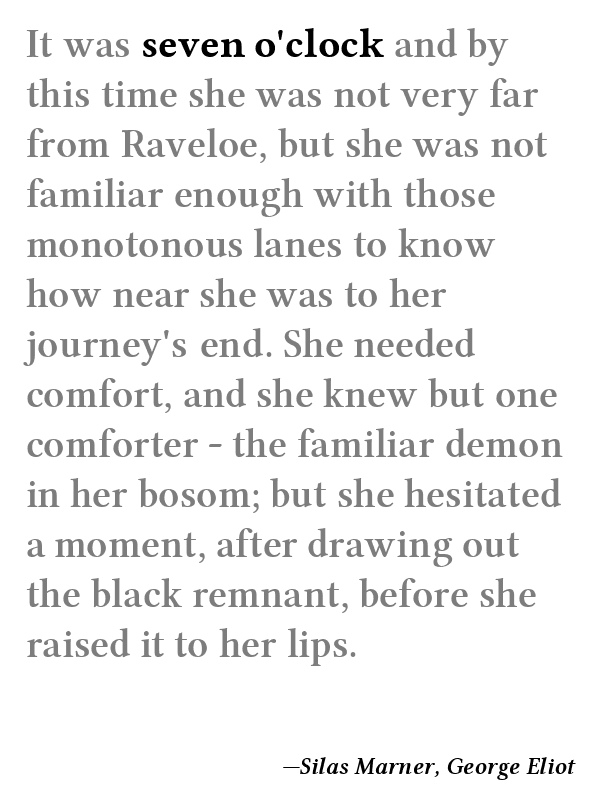 It was seven o'clock and by
this time she was not very far
from Raveloe, but she was not
familiar enough with those
monotonous lanes to know
how near she was to her
journey's end. She needed
comfort, and she knew but one
comforter - the familiar demon
in her bosom; but she hesitated
a moment, after drawing out
the black remnant, before she
raised it to her lips.
—Silas Marner, George Eliot